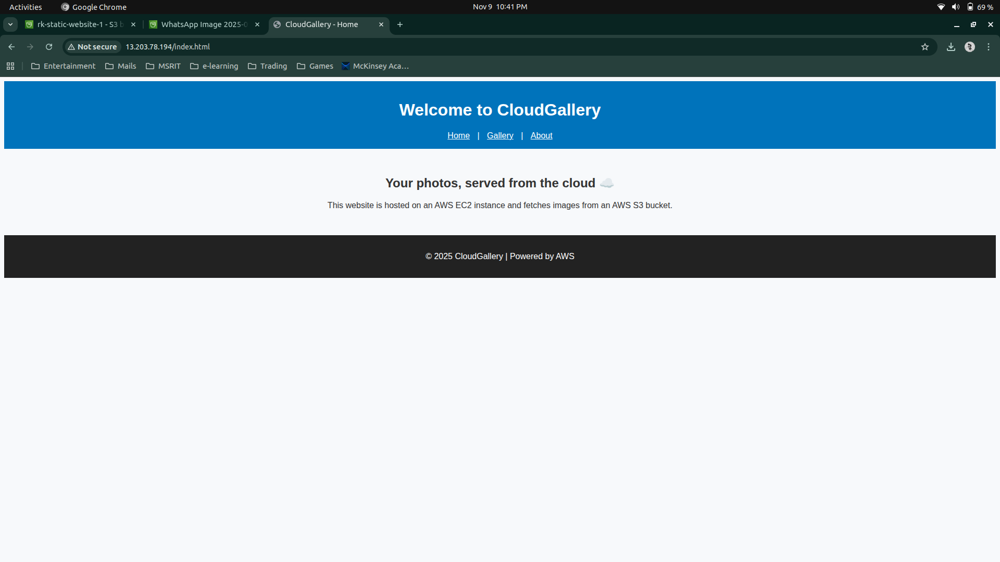 Activities
Google Chrome
Nov 9 10:41 PM
69 %
rk-static-website-1 - S3 b
WhatsApp Image 2025-0
CloudGallery - Home
Not secure
13.203.78.194/index.html
Entertainment
Mails
MSRIT
e-learning
Trading
Games
McKinsey Aca...
Welcome to CloudGallery
Home | Gallery | About
Your photos, served from the cloud ☁️
This website is hosted on an AWS EC2 instance and fetches images from an AWS S3 bucket.
© 2025 CloudGallery | Powered by AWS